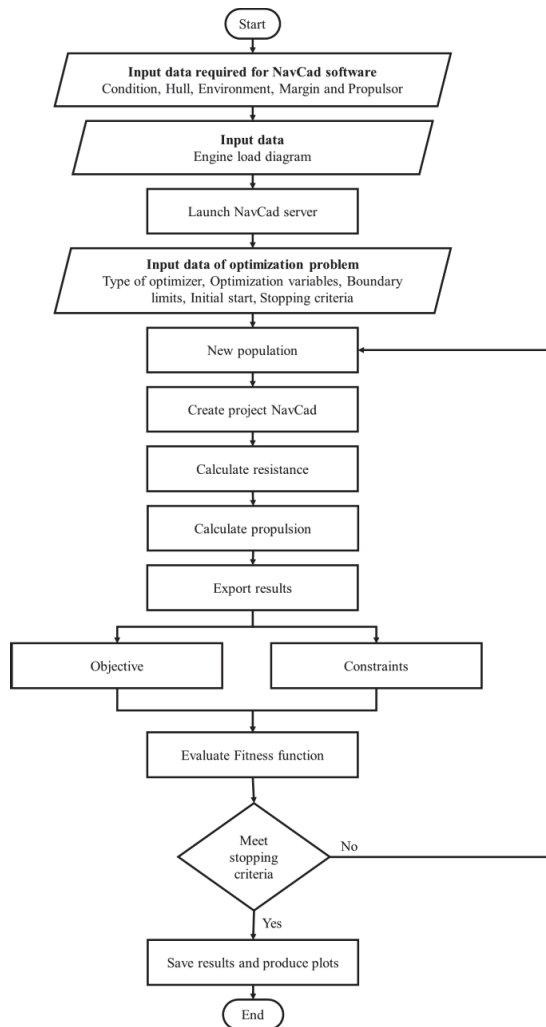 Start
Input data required for NavCad software
Condition, Hull, Environment, Margin and Propulsor
Input data
Engine load diagram
Launch NavCad server
Input data of optimization problem
Type of optimizer, Optimization variables, Boundary
limits, Initial start, Stopping criteria
New population
Create project NavCad
Calculate resistance
Calculate propulsion
Export results
Objective
Constraints
Evaluate Fitness function
Meet
stopping
criteria
No
Yes
Save results and produce plots
End